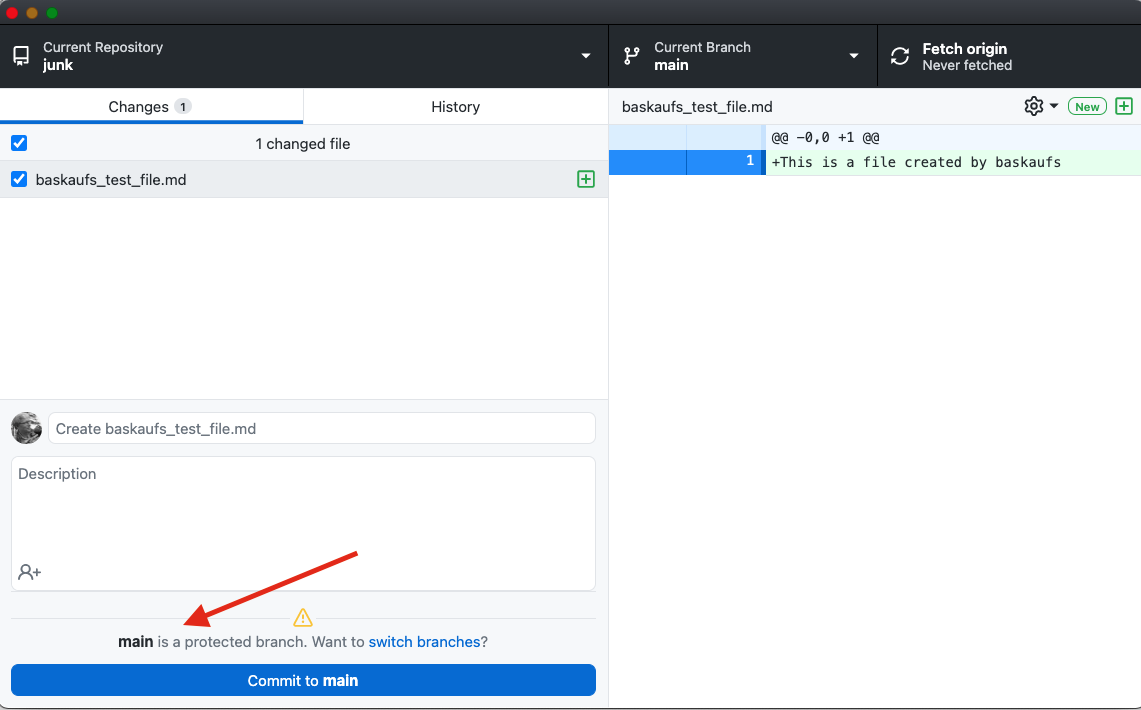 Current Repository
junk
Current Branch
main
Fetch origin
Never fetched
Changes 1
History
baskaufs_test_file.md
New
1 changed file
baskaufs_test_file.md
@@ -0,0 +1 @@
1 +This is a file created by baskaufs
Create baskaufs_test_file.md
Description
main is a protected branch. Want to switch branches?
Commit to main